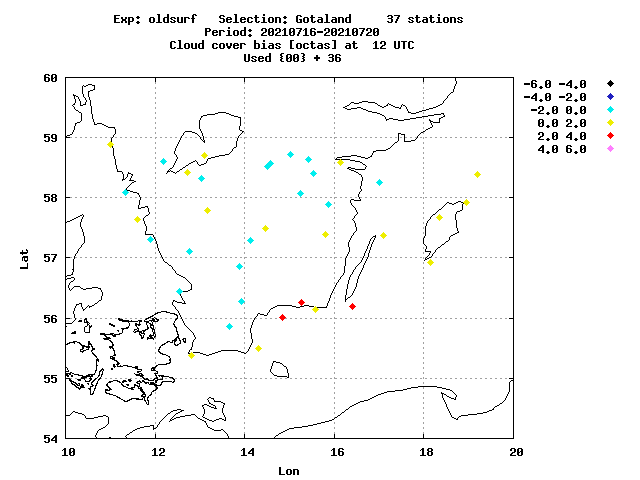 Exp: oldsurf   Selection: Gotaland     37 stations
Period: 20210716-20210720
Cloud cover bias [octas] at  12 UTC
Used {00} + 36
-6.0 -4.0
-4.0 -2.0
-2.0 0.0
0.0 2.0
2.0 4.0
4.0 6.0
60
59
58
57
56
55
54
Lat
10 12 14 16 18 20
Lon